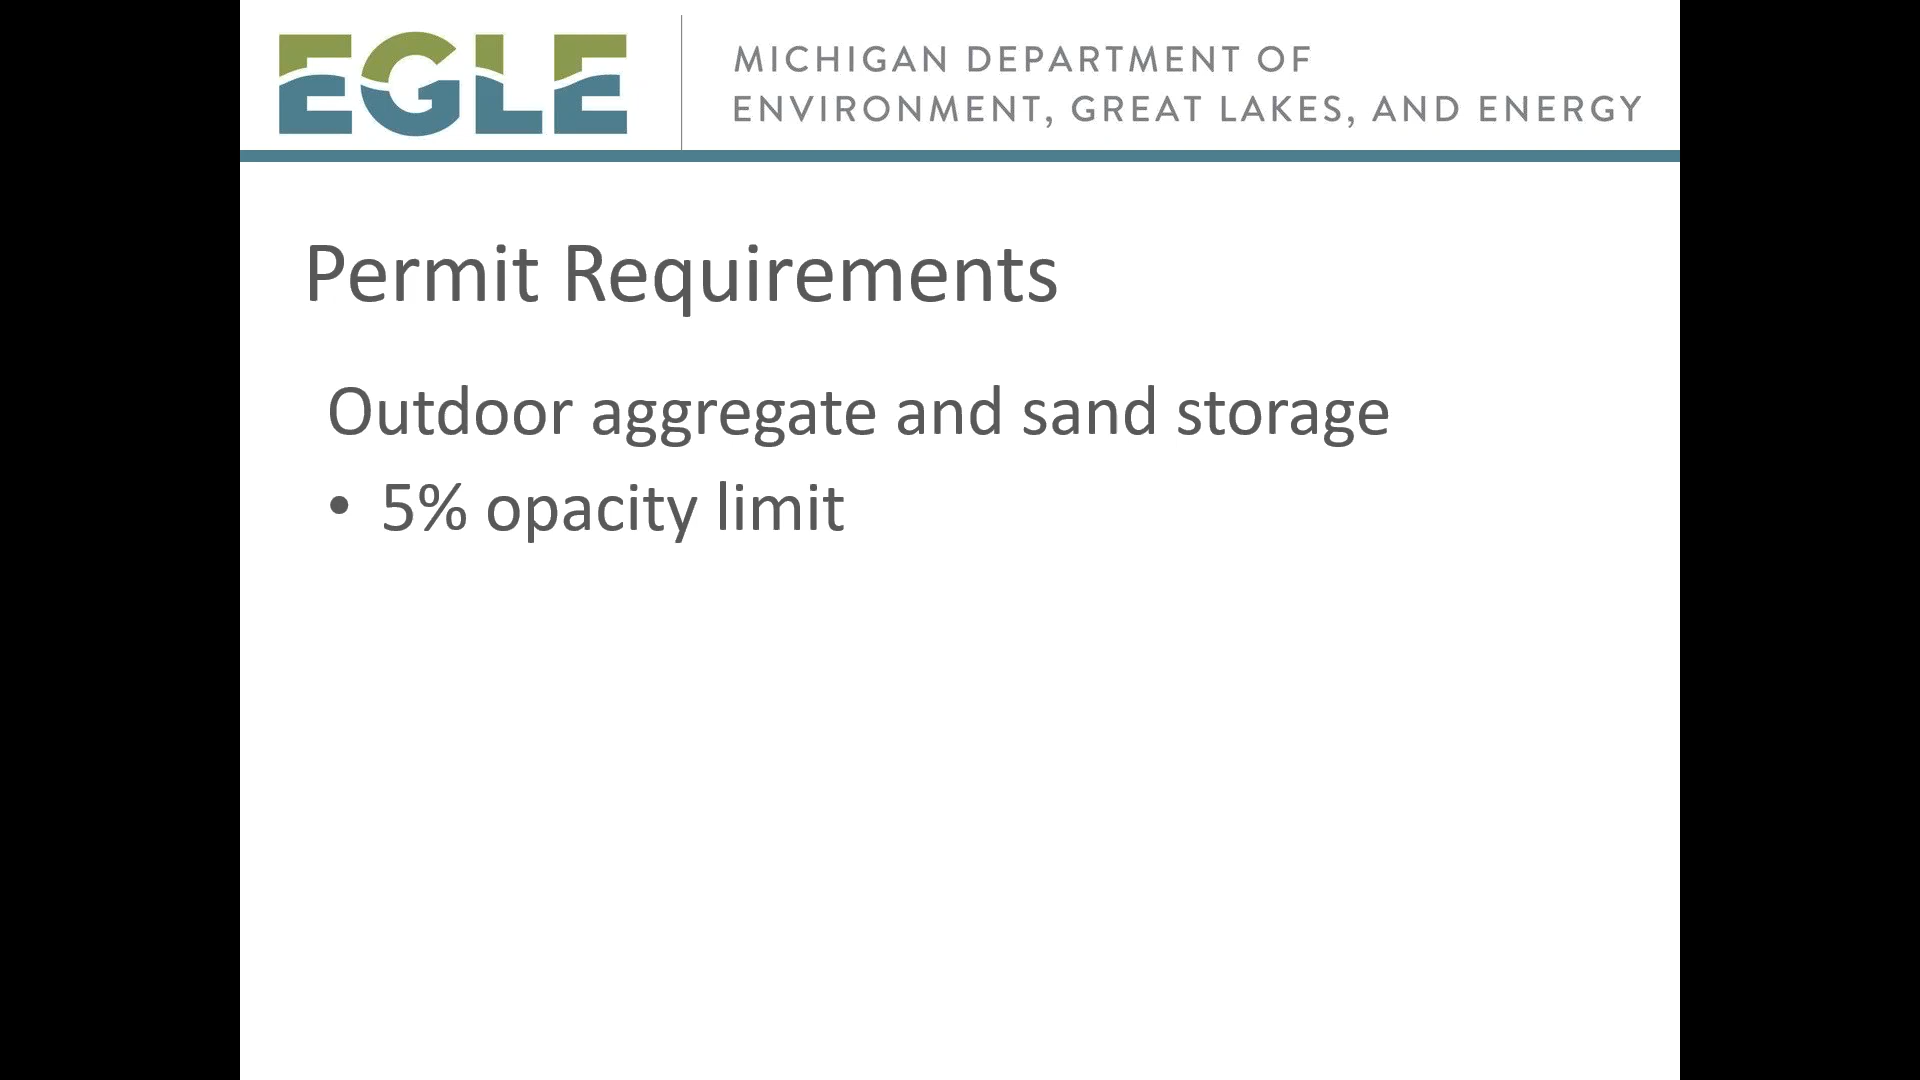 EGLE
MICHIGAN DEPARTMENT OF
ENVIRONMENT, GREAT LAKES, AND ENERGY
Permit Requirements
Outdoor aggregate and sand storage
• 5% opacity limit